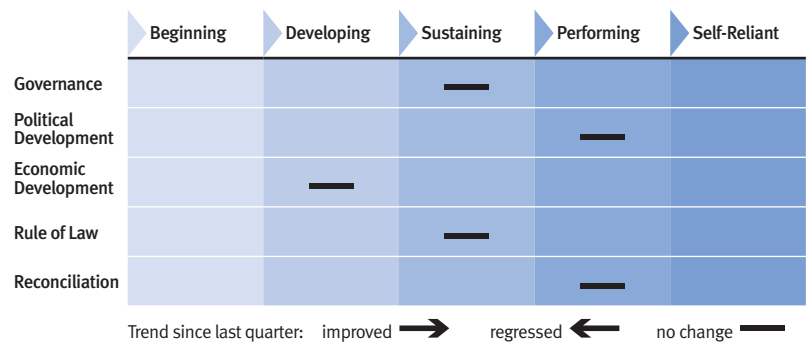 Beginning Developing Sustaining Performing Self-Reliant
Governance
Political
Development
Economic
Development
Rule of Law
Reconciliation
Trend since last quarter: improved regressed no change